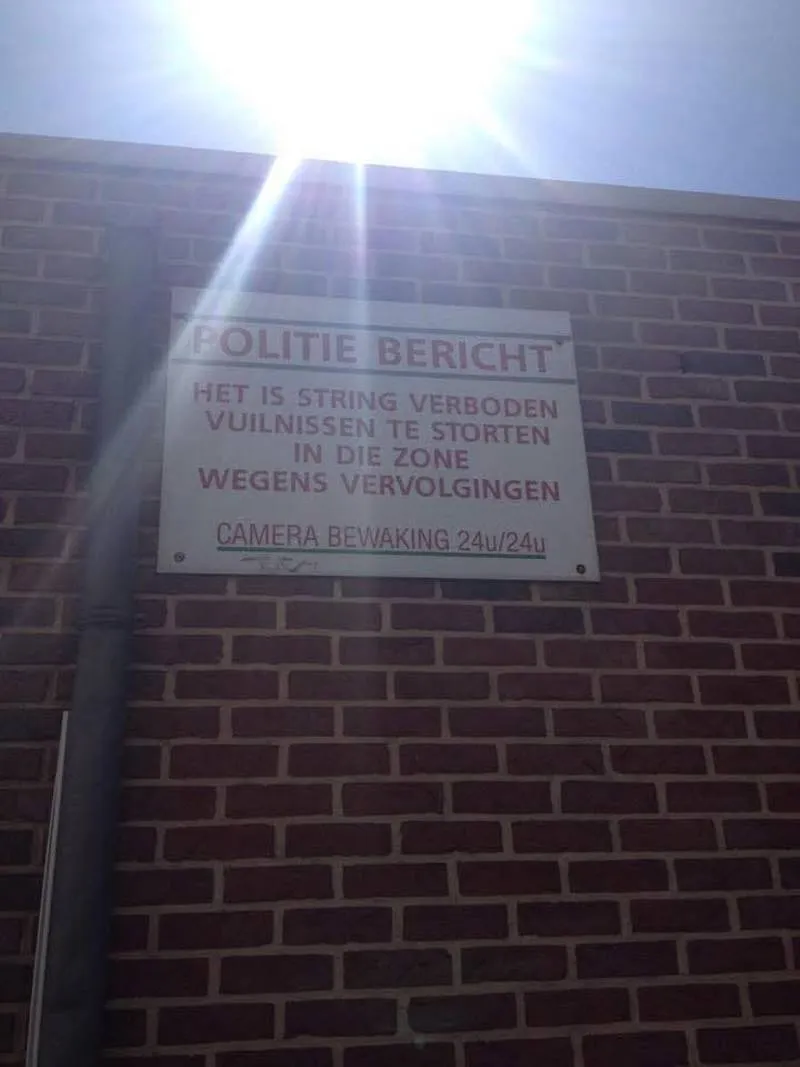 POLITIE BERICHT
HET IS STRING VERBODEN
VUILNISSEN TE STORTEN
IN DIE ZONE
WEGENS VERVOLGINGEN
CAMERA BEWAKING 24u/24u